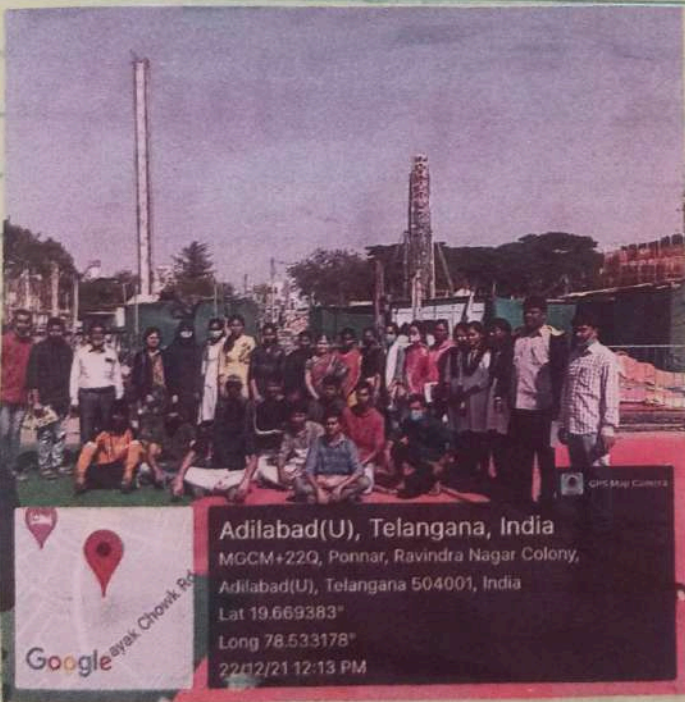 GPS Map Camera
Adilabad(U), Telangana, India
MGCM+22Q, Ponnar, Ravindra Nagar Colony,
Adilabad(U), Telangana 504001, India
Lat 19.669383°
Long 78.533178°
22/12/21 12:13 PM
ayak Chowk Rd
Google